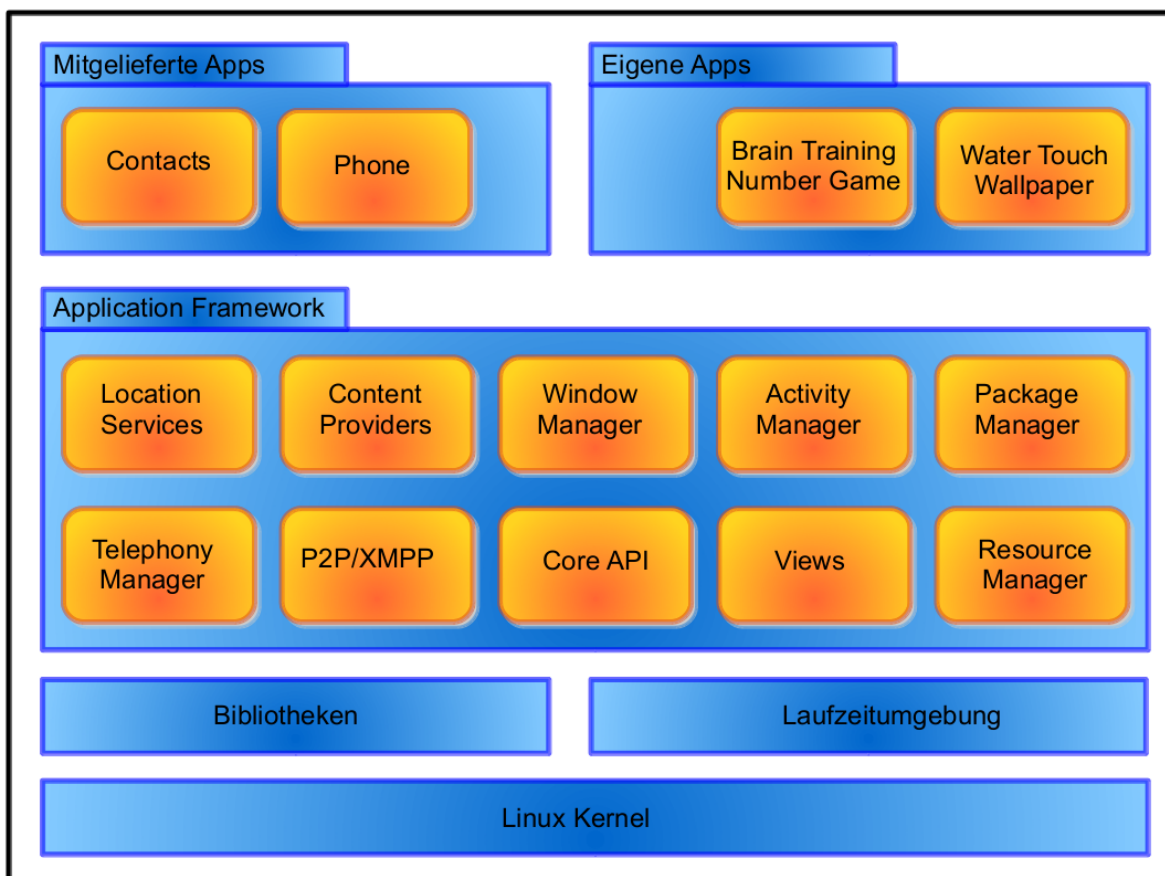 Mitgelieferte Apps
Contacts
Phone
Eigene Apps
Brain Training
Number Game
Water Touch
Wallpaper
Application Framework
Location
Services
Content
Providers
Window
Manager
Activity
Manager
Package
Manager
Telephony
Manager
P2P/XMPP
Core API
Views
Resource
Manager
Bibliotheken
Laufzeitumgebung
Linux Kernel